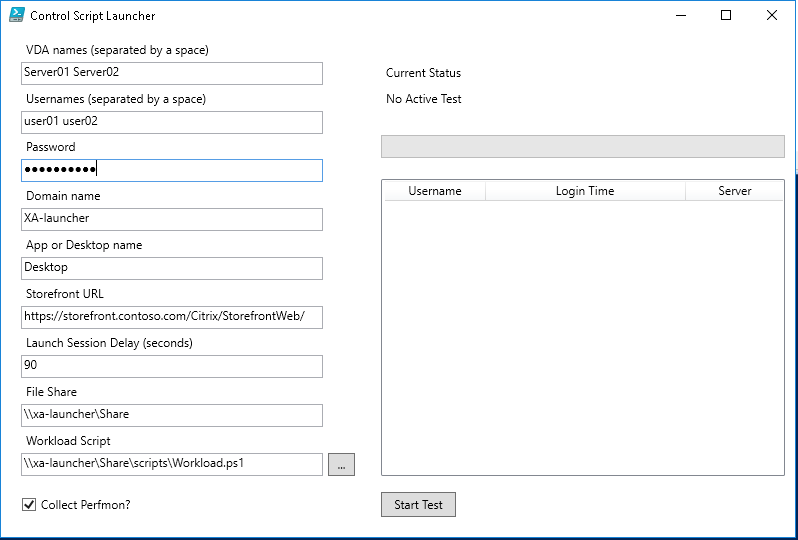 Control Script Launcher
VDA names (separated by a space)
Server01 Server02
Usernames (separated by a space)
user01 user02
Password
●●●●●●●●●●
Domain name
XA-launcher
App or Desktop name
Desktop
Storefront URL
https://storefront.contoso.com/Citrix/StorefrontWeb/
Launch Session Delay (seconds)
90
File Share
\\xa-launcher\Share
Workload Script
\\xa-launcher\Share\scripts\Workload.ps1
...
Collect Perfmon?
Current Status
No Active Test
Username Login Time Server
Start Test